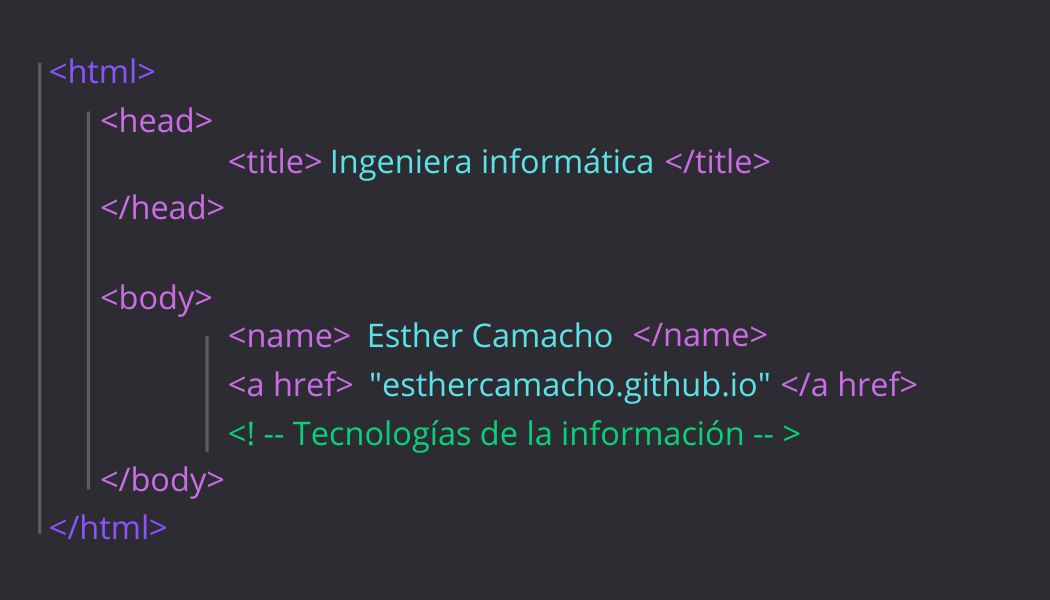 <html>
<head>
<title> Ingeniera informática </title>
</head>
<body>
<name> Esther Camacho </name>
<a href> "esthercamacho.github.io" </a href>
<! -- Tecnologías de la información -- >
</body>
</html>